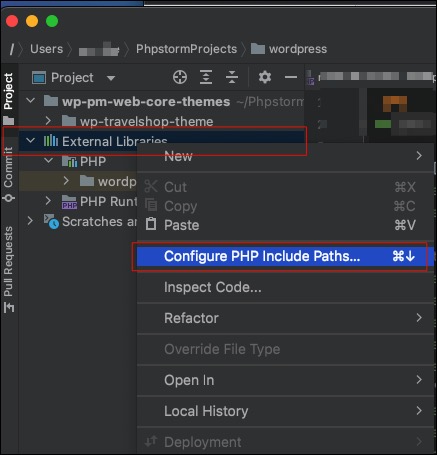 / Users / PhpstormProjects wordpress
Project
Project
wp-pm-web-core-themes ~/Phpstorm
wp-travelshop-theme
External Libraries
PHP
wordp
PHP Runt
Scratches an
Commit
Pull Requests
New
Cut ⌘X
Copy ⌘C
Paste ⌘V
Configure PHP Include Paths... ⌘↓
Inspect Code...
Refactor
Override File Type
Open In
Local History
Deployment